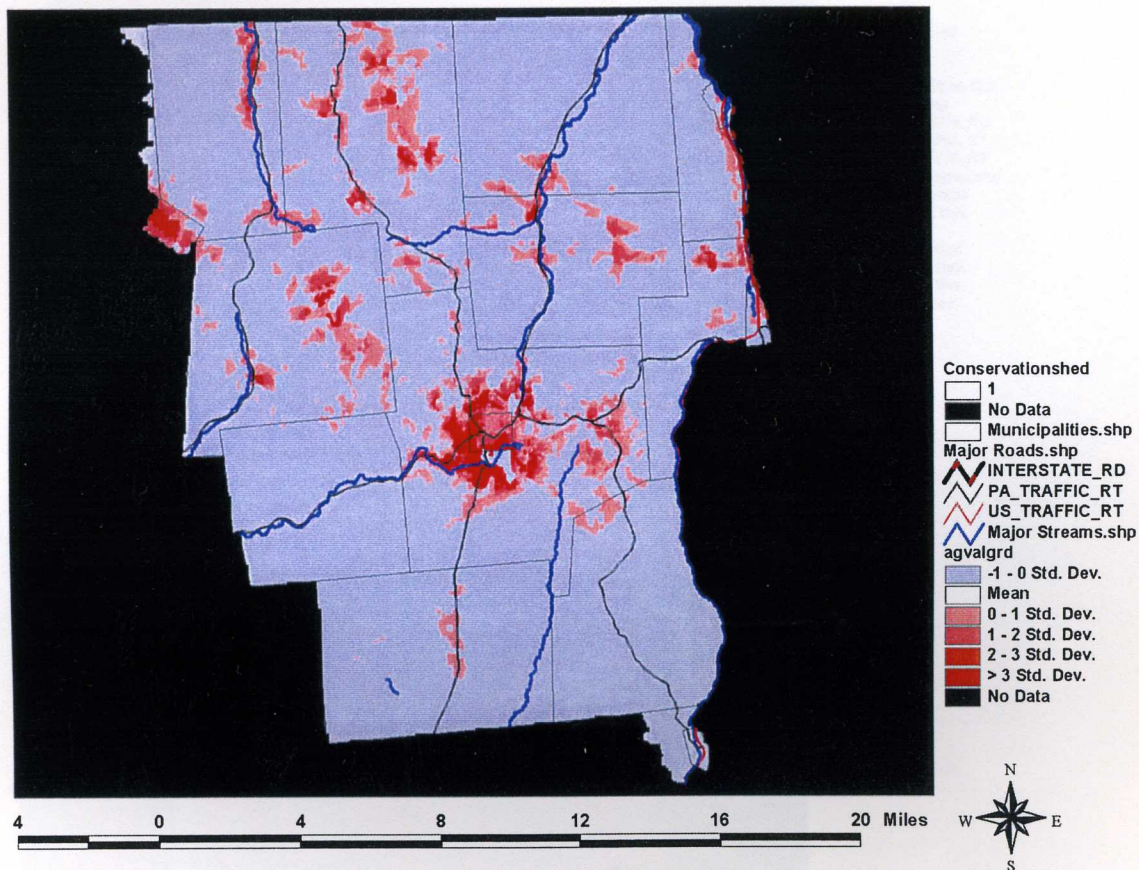 Conservationshed
1
No Data
Municipalities.shp
Major Roads.shp
INTERSTATE_RD
PA_TRAFFIC_RT
US_TRAFFIC_RT
Major Streams.shp
agvalgrd
-1 - 0 Std. Dev.
Mean
0 - 1 Std. Dev.
1 - 2 Std. Dev.
2 - 3 Std. Dev.
> 3 Std. Dev.
No Data
4 0 4 8 12 16 20 Miles
N
W E
S